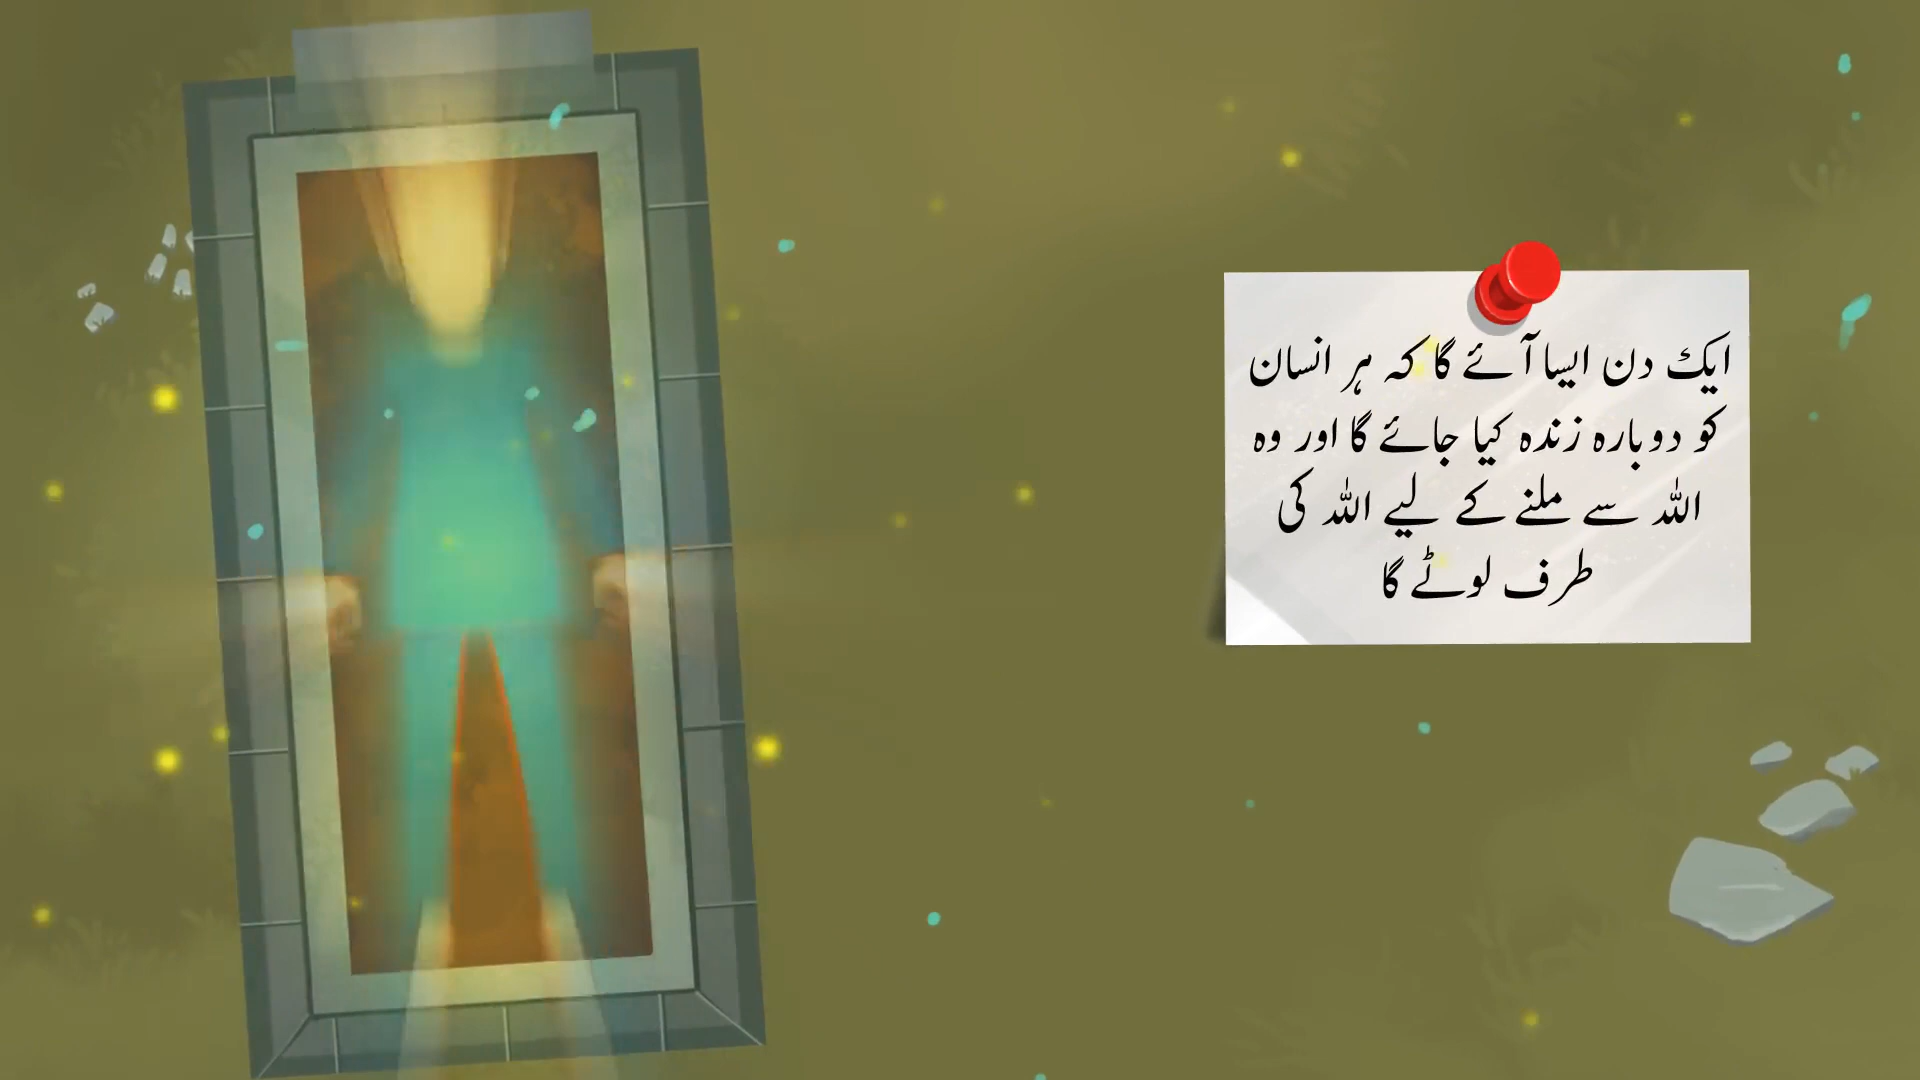 ایک دن ایسا آئے گا کہ ہر انسان
کو دوبارہ زندہ کیا جائے گا اور وہ
اللہ سے ملنے کے لیے اللہ کی
طرف لوٹے گا